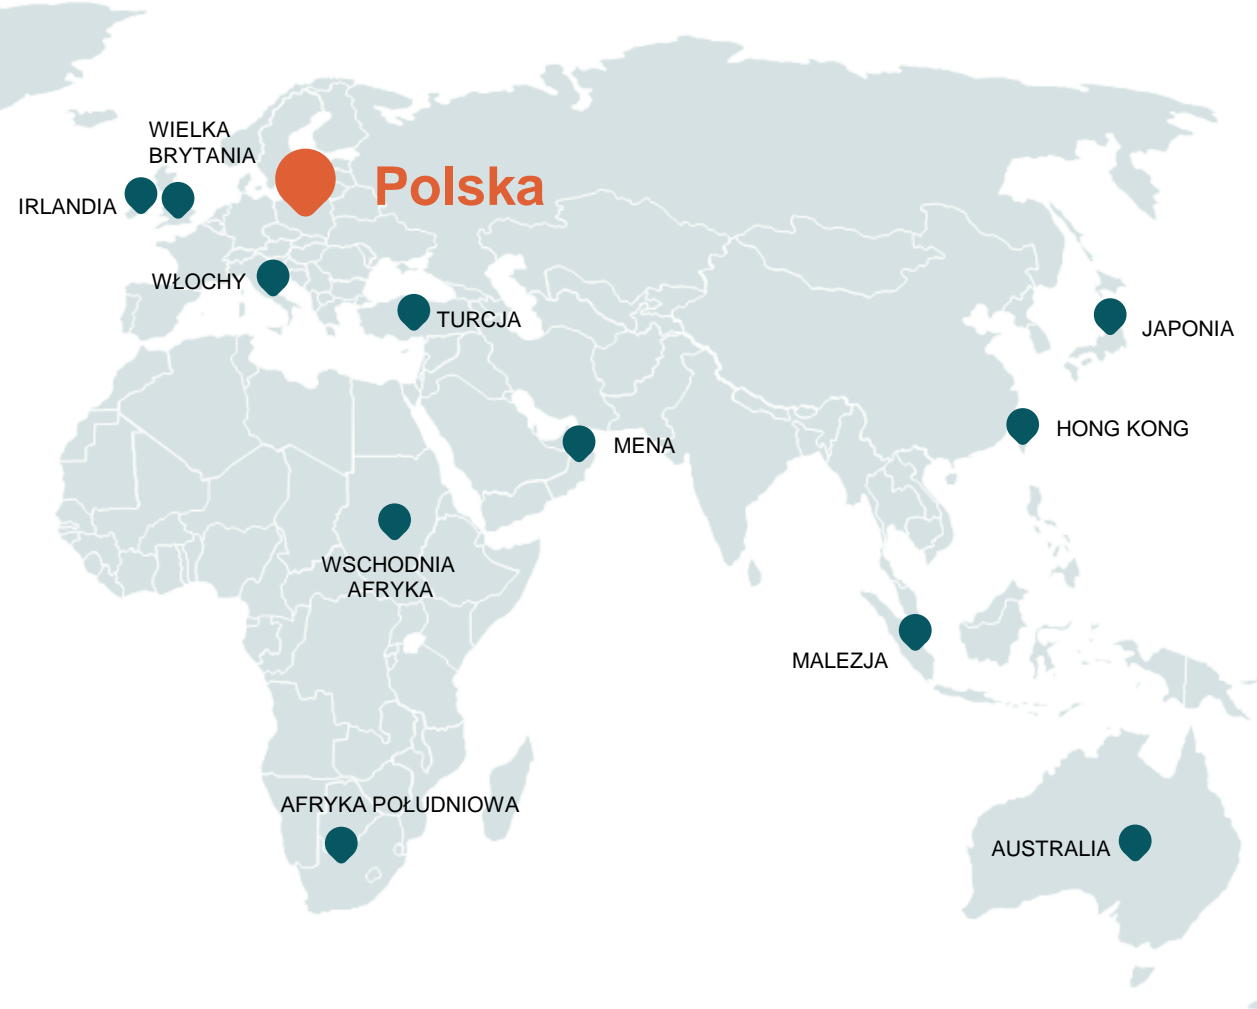 WIELKA
BRYTANIA
Polska
IRLANDIA
WŁOCHY
TURCJA
JAPONIA
HONG KONG
MENA
WSCHODNIA
AFRYKA
MALEZJA
AFRYKA POŁUDNIOWA
AUSTRALIA